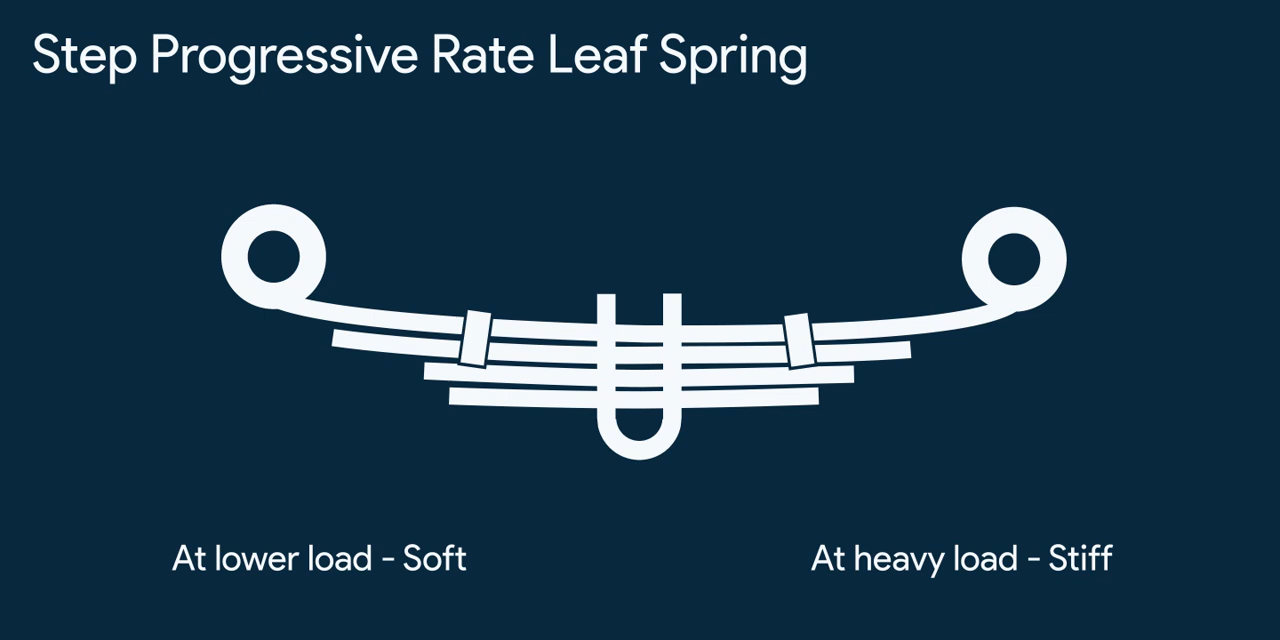 Step Progressive Rate Leaf Spring
At lower load - Soft
At heavy load - Stiff